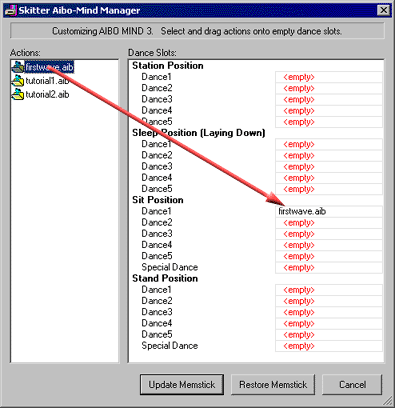 Skitter Aibo-Mind Manager
Customizing AIBO MIND 3.  Select and drag actions onto empty dance slots.
Actions:
firstwave.aib
tutorial1.aib
tutorial2.aib
Dance Slots:
Station Position
Dance1 <empty>
Dance2 <empty>
Dance3 <empty>
Dance4 <empty>
Dance5 <empty>
Sleep Position (Laying Down)
Dance1 <empty>
Dance2 <empty>
Dance3 <empty>
Dance4 <empty>
Dance5 <empty>
Sit Position
Dance1 firstwave.aib
Dance2 <empty>
Dance3 <empty>
Dance4 <empty>
Dance5 <empty>
Special Dance <empty>
Stand Position
Dance1 <empty>
Dance2 <empty>
Dance3 <empty>
Dance4 <empty>
Dance5 <empty>
Special Dance <empty>
Update Memstick Restore Memstick Cancel